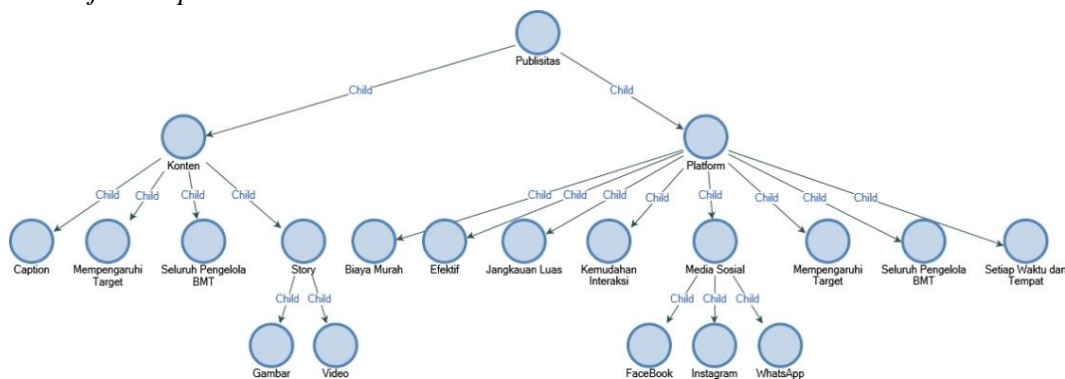 Publisitas
Child
Child
Konten
Platform
Child
Child
Child
Child
Child
Child
Child
Child
Child
Child
Child
Child
Caption
Mempengaruhi
Target
Seluruh Pengelola
BMT
Story
Biaya Murah
Efektif
Jangkauan Luas
Kemudahan
Interaksi
Media Sosial
Mempengaruhi
Target
Seluruh Pengelola
BMT
Setiap Waktu dan
Tempat
Child
Child
Child
Child
Child
Gambar
Video
FaceBook
Instagram
WhatsApp